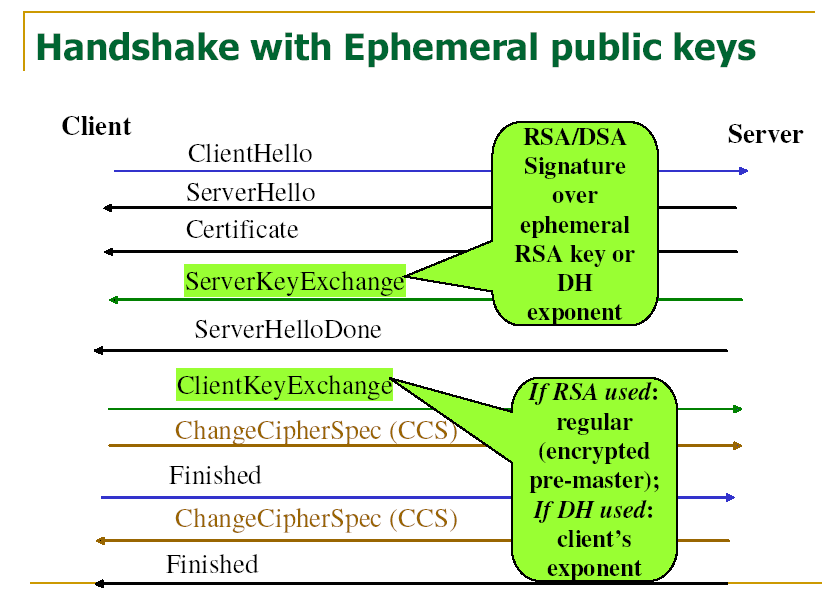 Handshake with Ephemeral public keys
Client
Server
ClientHello
ServerHello
Certificate
ServerKeyExchange
RSA/DSA
Signature
over
ephemeral
RSA key or
DH
exponent
ServerHelloDone
ClientKeyExchange
ChangeCipherSpec (CCS)
Finished
ChangeCipherSpec (CCS)
Finished
If RSA used:
regular
(encrypted
pre-master);
If DH used:
client's
exponent